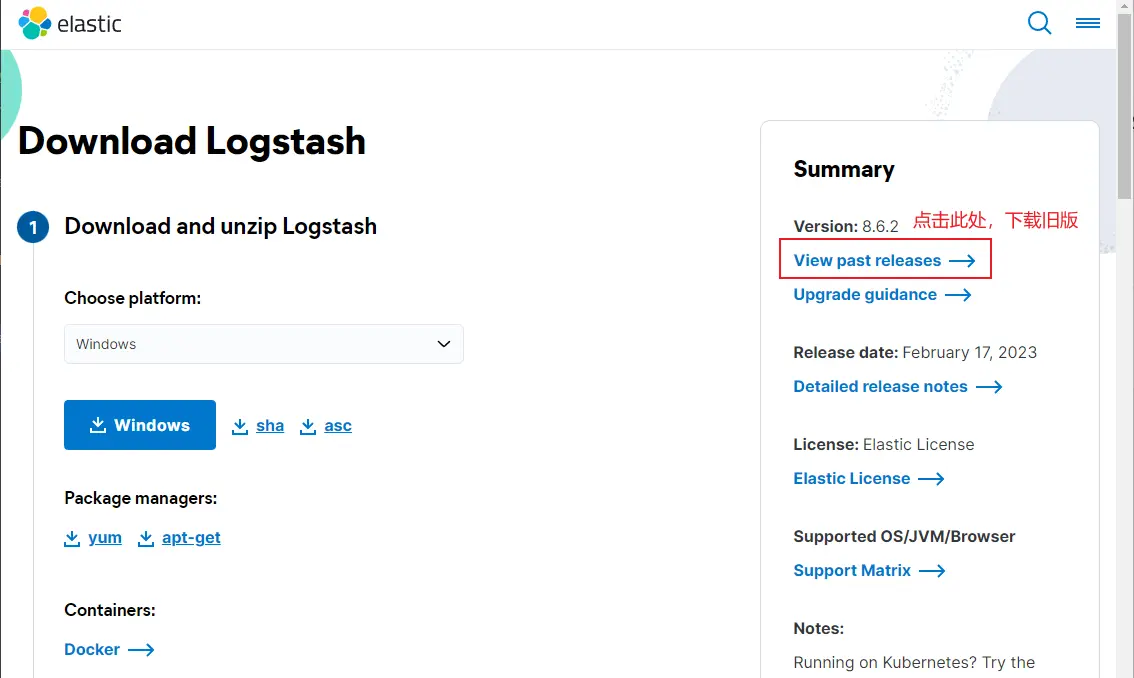 elastic
Download Logstash
1 Download and unzip Logstash
Choose platform:
Windows
Windows sha asc
Package managers:
yum apt-get
Containers:
Docker
Summary
Version: 8.6.2 点击此处，下载旧版
View past releases
Upgrade guidance
Release date: February 17, 2023
Detailed release notes
License: Elastic License
Elastic License
Supported OS/JVM/Browser
Support Matrix
Notes:
Running on Kubernetes? Try the